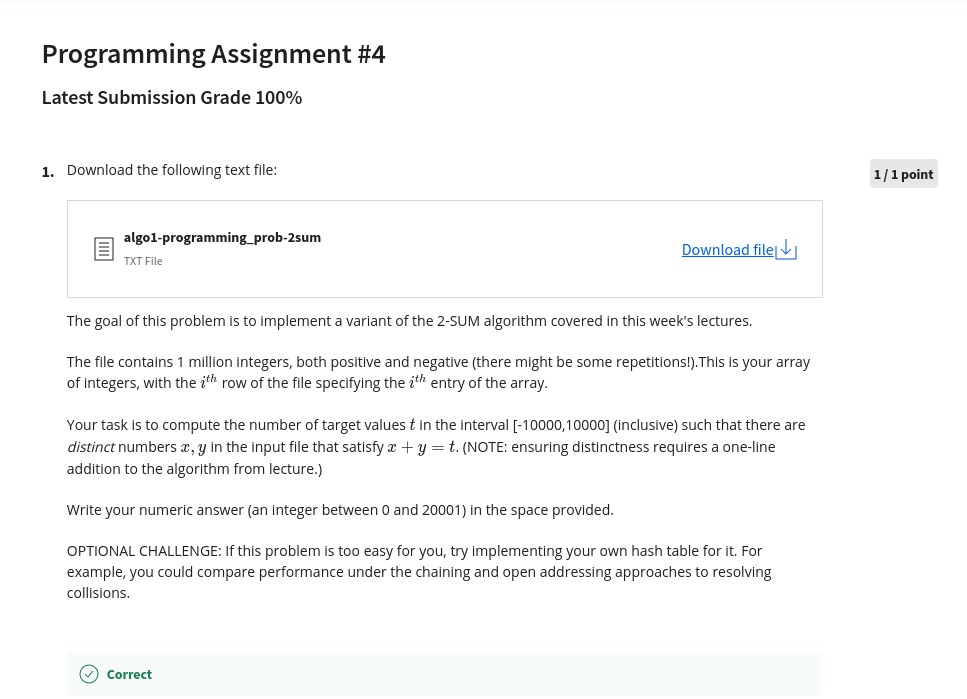 Programming Assignment #4
Latest Submission Grade 100%
1. Download the following text file:
1 / 1 point
algo1-programming_prob-2sum
TXT File
Download file
The goal of this problem is to implement a variant of the 2-SUM algorithm covered in this week's lectures.
The file contains 1 million integers, both positive and negative (there might be some repetitions!).This is your array
of integers, with the i^th row of the file specifying the i^th entry of the array.
Your task is to compute the number of target values t in the interval [-10000,10000] (inclusive) such that there are
distinct numbers x, y in the input file that satisfy x + y = t. (NOTE: ensuring distinctness requires a one-line
addition to the algorithm from lecture.)
Write your numeric answer (an integer between 0 and 20001) in the space provided.
OPTIONAL CHALLENGE: If this problem is too easy for you, try implementing your own hash table for it. For
example, you could compare performance under the chaining and open addressing approaches to resolving
collisions.
Correct